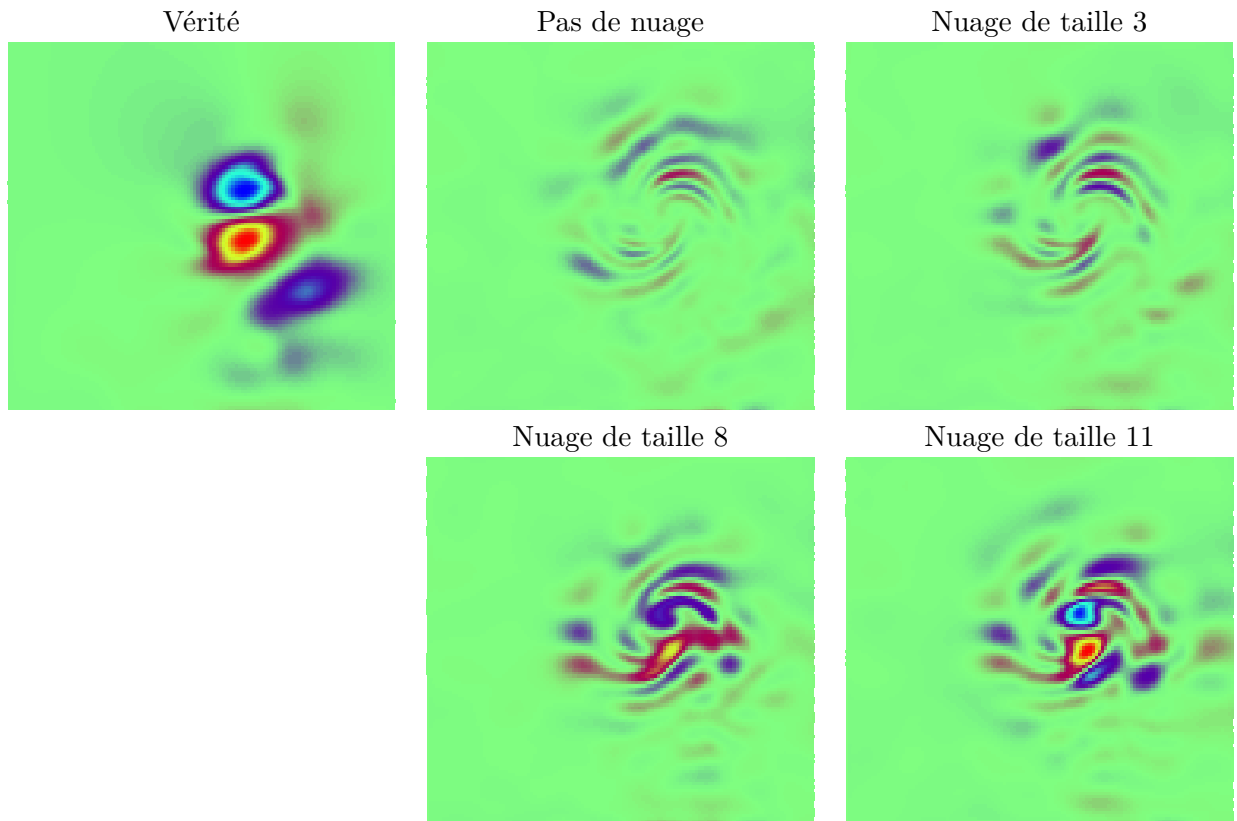 Vérité
Pas de nuage
Nuage de taille 3
Nuage de taille 8
Nuage de taille 11